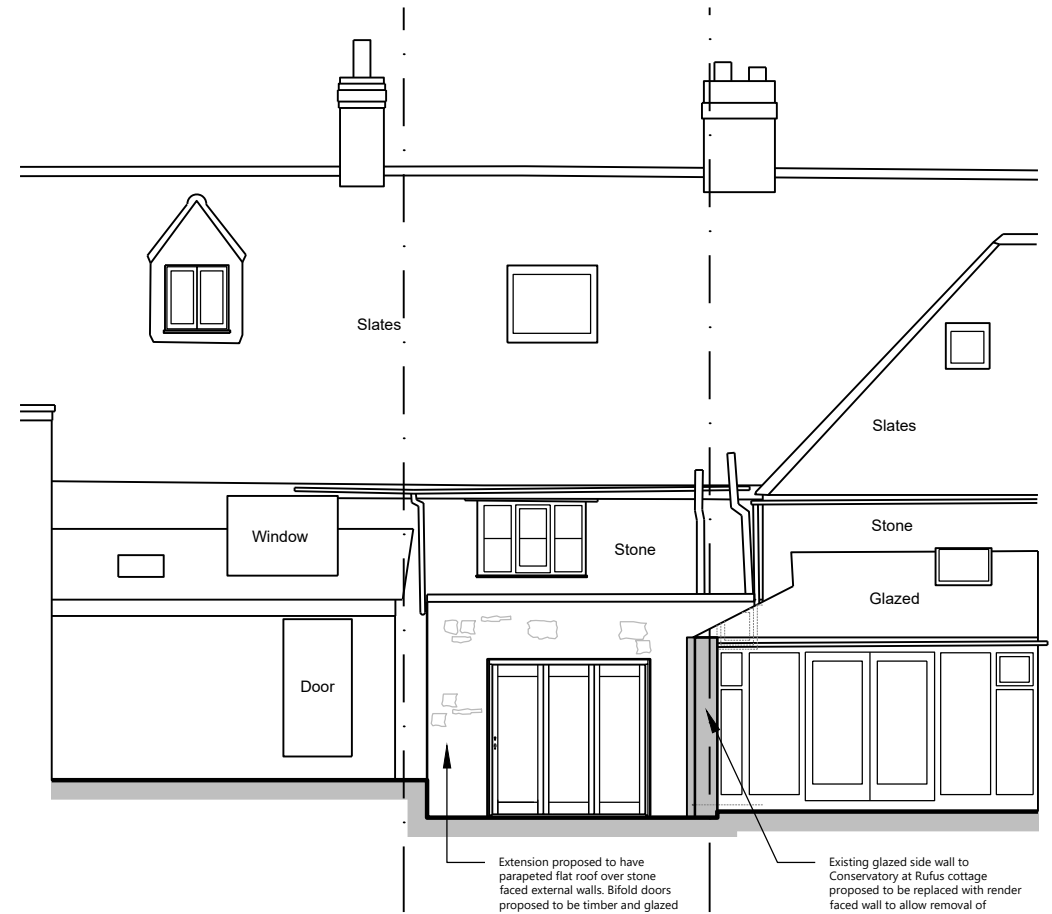 Slates
Slates
Window
Stone
Stone
Glazed
Door
Extension proposed to have
parapeted flat roof over stone
faced external walls. Bifold doors
proposed to be timber and glazed
Existing glazed side wall to
Conservatory at Rufus cottage
proposed to be replaced with render
faced wall to allow removal of